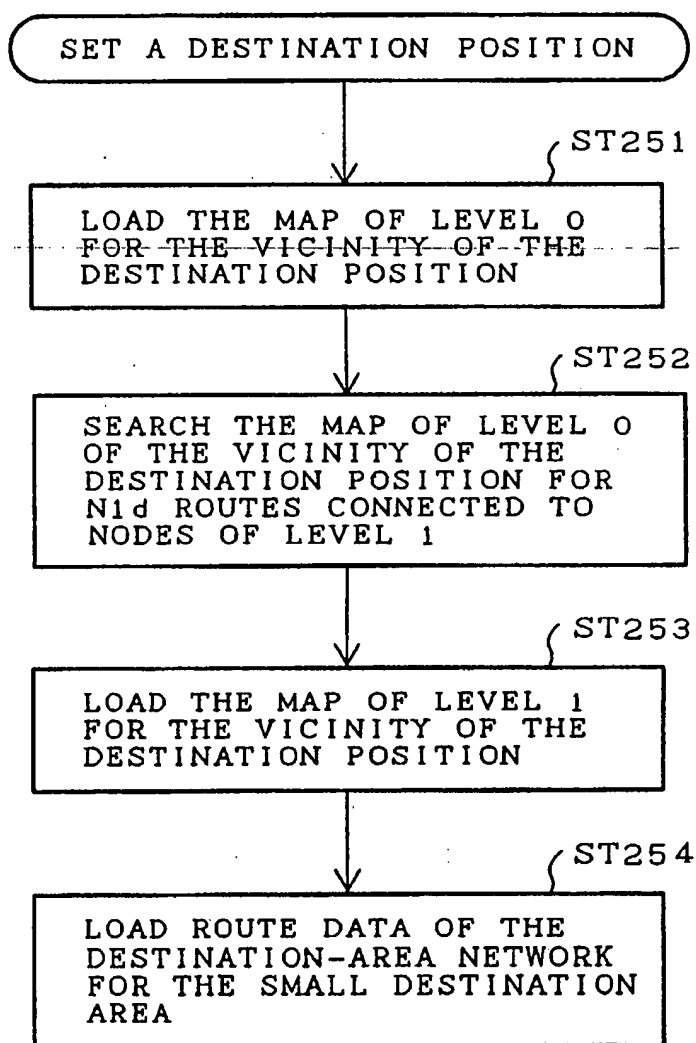 SET A DESTINATION POSITION
ST251
LOAD THE MAP OF LEVEL 0
FOR THE VICINITY OF THE
DESTINATION POSITION
ST252
SEARCH THE MAP OF LEVEL 0
OF THE VICINITY OF THE
DESTINATION POSITION FOR
N1d ROUTES CONNECTED TO
NODES OF LEVEL 1
ST253
LOAD THE MAP OF LEVEL 1
FOR THE VICINITY OF THE
DESTINATION POSITION
ST254
LOAD ROUTE DATA OF THE
DESTINATION-AREA NETWORK
FOR THE SMALL DESTINATION
AREA